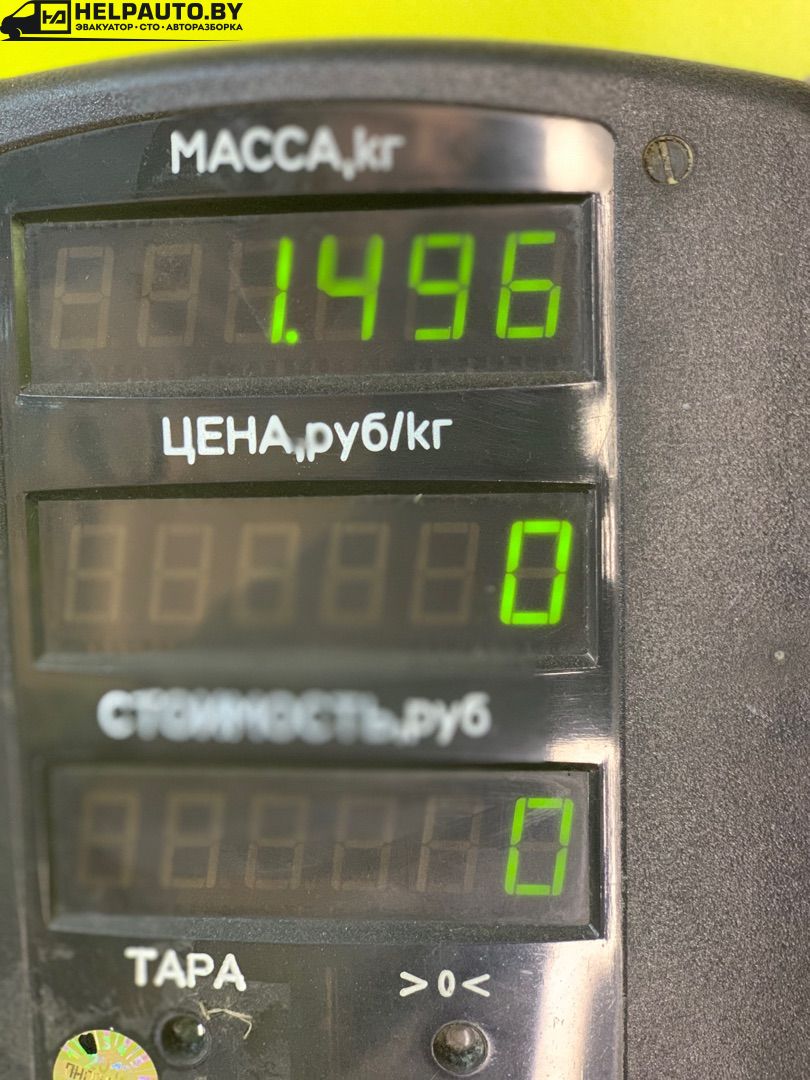 HELPAUTO.BY
ЭВАКУАТОР · СТО · АВТОРАЗБОРКА
МАССА,кг
1.496
ЦЕНА,руб/кг
0
СТОИМОСТЬ,руб
0
ТАРА >0<